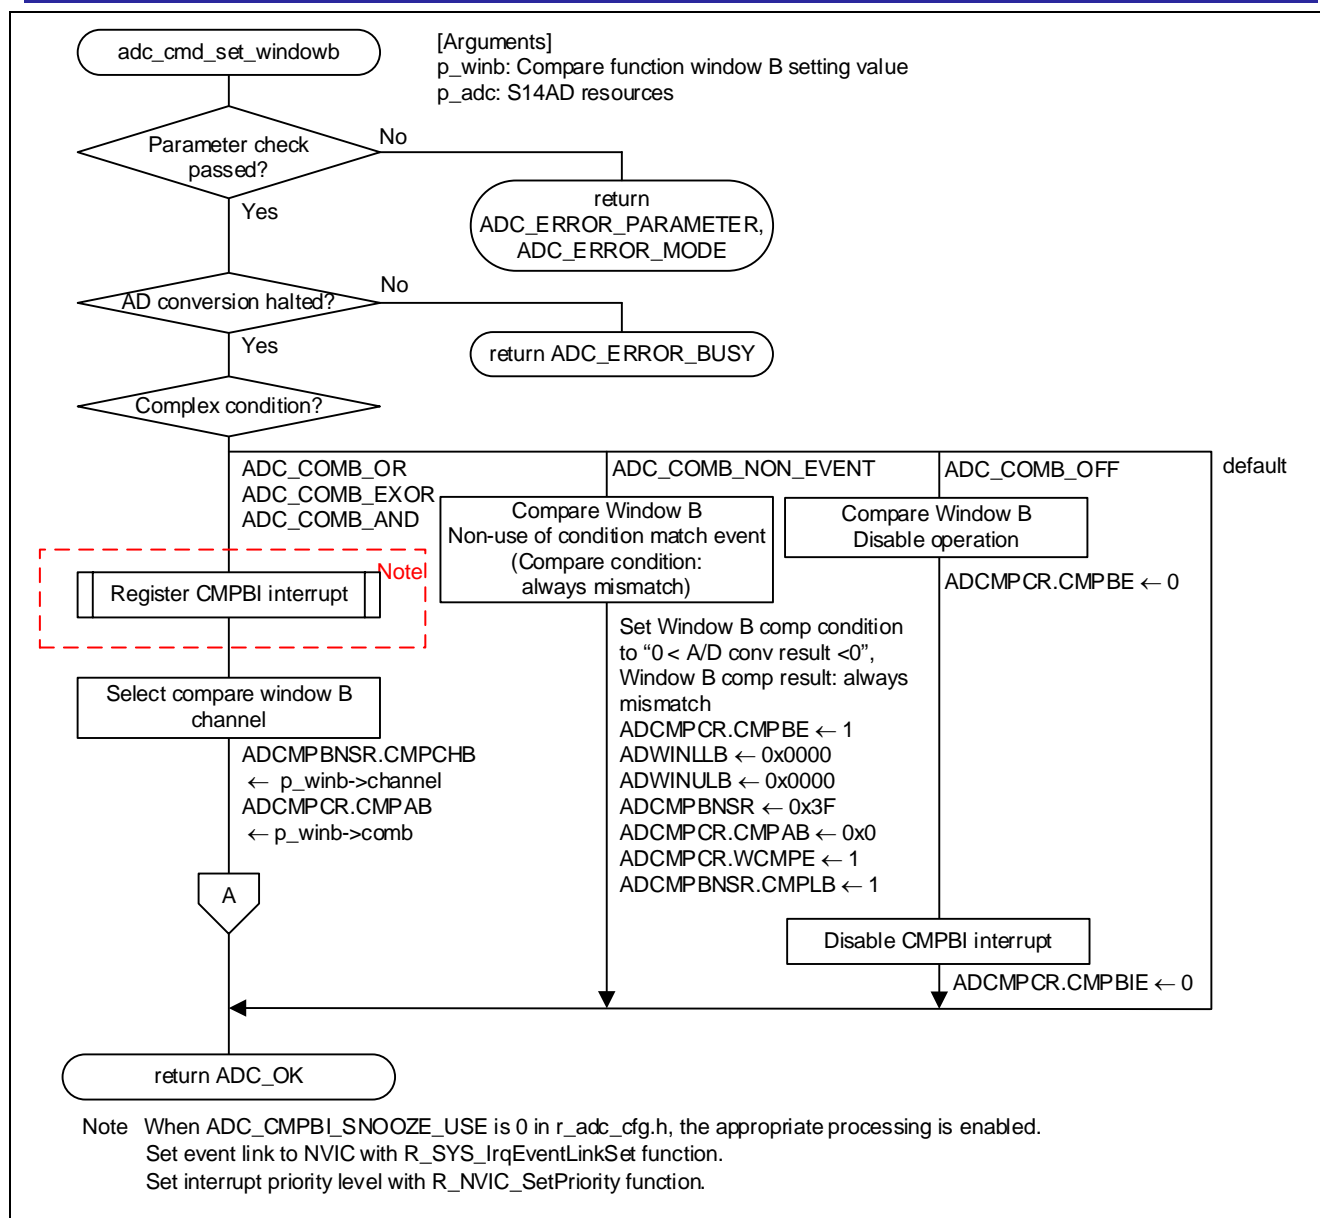 adc_cmd_set_windowb
[Arguments]
p_winb: Compare function window B setting value
p_adc: S14AD resources
Parameter check
passed?
No
Yes
return
ADC_ERROR_PARAMETER,
ADC_ERROR_MODE
AD conversion halted?
No
Yes
return ADC_ERROR_BUSY
Complex condition?
ADC_COMB_OR
ADC_COMB_EXOR
ADC_COMB_AND
ADC_COMB_NON_EVENT
ADC_COMB_OFF
default
Note
Register CMPBI interrupt
Select compare window B
channel
ADCMPBNSR.CMPCHB
← p_winb->channel
ADCMPCR.CMPAB
← p_winb->comb
A
Compare Window B
Non-use of condition match event
(Compare condition:
always mismatch)
Set Window B comp condition
to “0 < A/D conv result <0”,
Window B comp result: always
mismatch
ADCMPCR.CMPBE ← 1
ADWINLLB ← 0x0000
ADWINULB ← 0x0000
ADCMPBNSR ← 0x3F
ADCMPCR.CMPAB ← 0x0
ADCMPCR.WCMPE ← 1
ADCMPBNSR.CMPLB ← 1
Compare Window B
Disable operation
ADCMPCR.CMPBE ← 0
Disable CMPBI interrupt
ADCMPCR.CMPBIE ← 0
return ADC_OK
Note When ADC_CMPBI_SNOOZE_USE is 0 in r_adc_cfg.h, the appropriate processing is enabled.
Set event link to NVIC with R_SYS_IrqEventLinkSet function.
Set interrupt priority level with R_NVIC_SetPriority function.